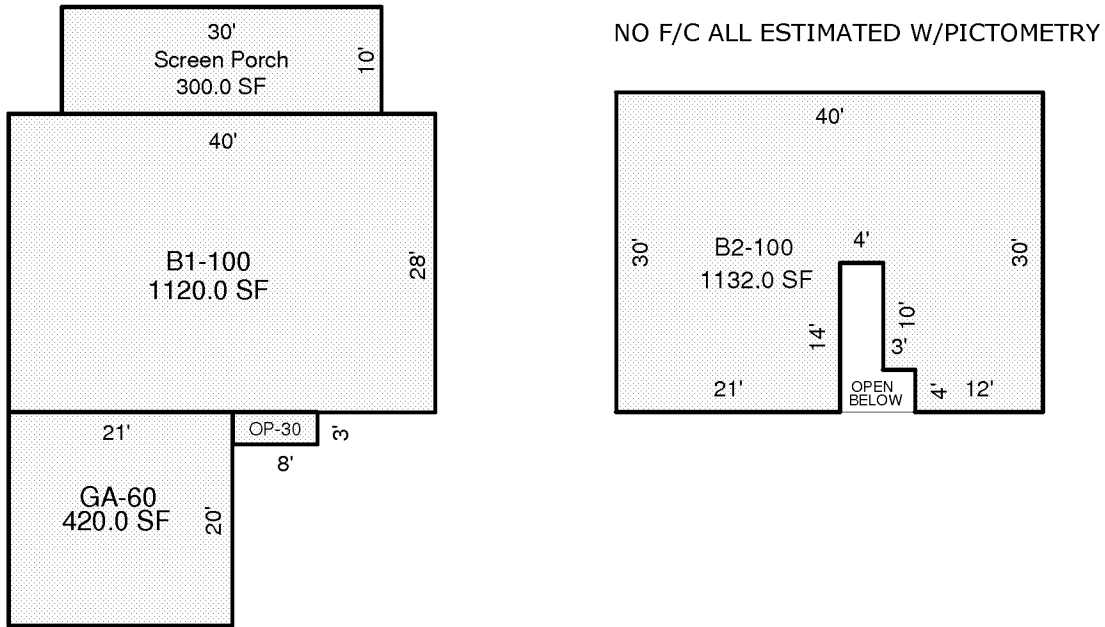 30'
Screen Porch
300.0 SF
10'
40'
B1-100
1120.0 SF
28'
21'
OP-30
3'
8'
GA-60
420.0 SF
20'
NO F/C ALL ESTIMATED W/PICTOMETRY
40'
30'
B2-100
1132.0 SF
4'
30'
14'
10'
3'
21'
OPEN
BELOW
4'
12'